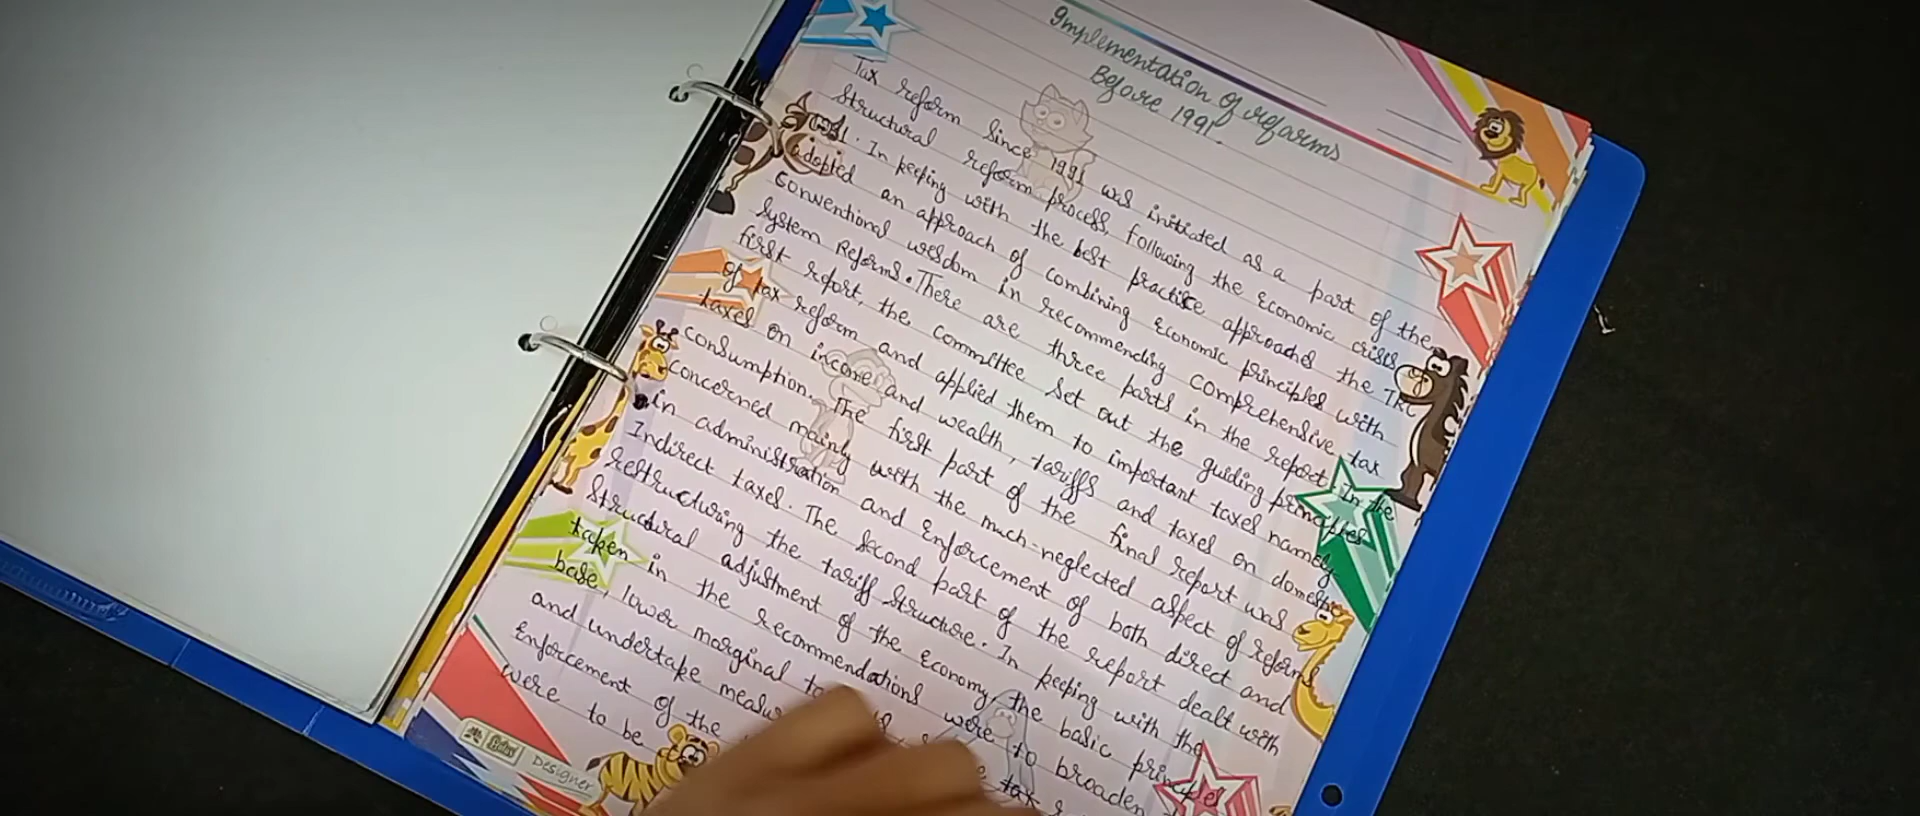 Implementation of reforms
Before 1991.
Tax reform Since 1991 was initiated as a part of the
Structural reform process, following the Economic crisis of
1991. In keeping with the best practice approaches the TRC
adopted an approach of combining Economic principles with
Conventional wisdom in recommending comprehensive tax
System Reforms. There are three parts in the report. In the
first report, the committee Set out the guiding principles
of tax reform and applied them to important taxes namely
taxes on income and wealth, tariffs and taxes on domestic
consumption. The first part of the final report was
concerned mainly with the much-neglected aspect of reforms
in administration and Enforcement of both direct and
Indirect taxes. The Second part of the report dealt with
restructuring the tariff Structure. In keeping with the
Structural adjustment of the Economy, the basic principles
taken in the recommendations were to broaden
base, lower marginal
and undertake tax
Enforcement of the
were to be
Lotus
Designer